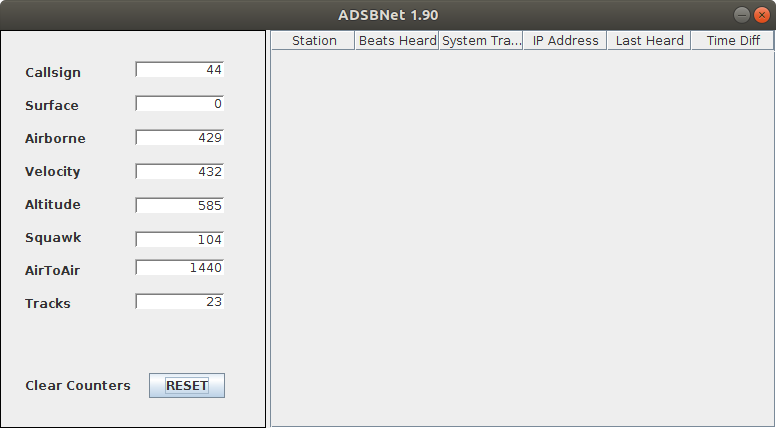 ADSBNet 1.90
Station Beats Heard System Tra... IP Address Last Heard Time Diff
Callsign 44
Surface 0
Airborne 429
Velocity 432
Altitude 585
Squawk 104
AirToAir 1440
Tracks 23
Clear Counters RESET